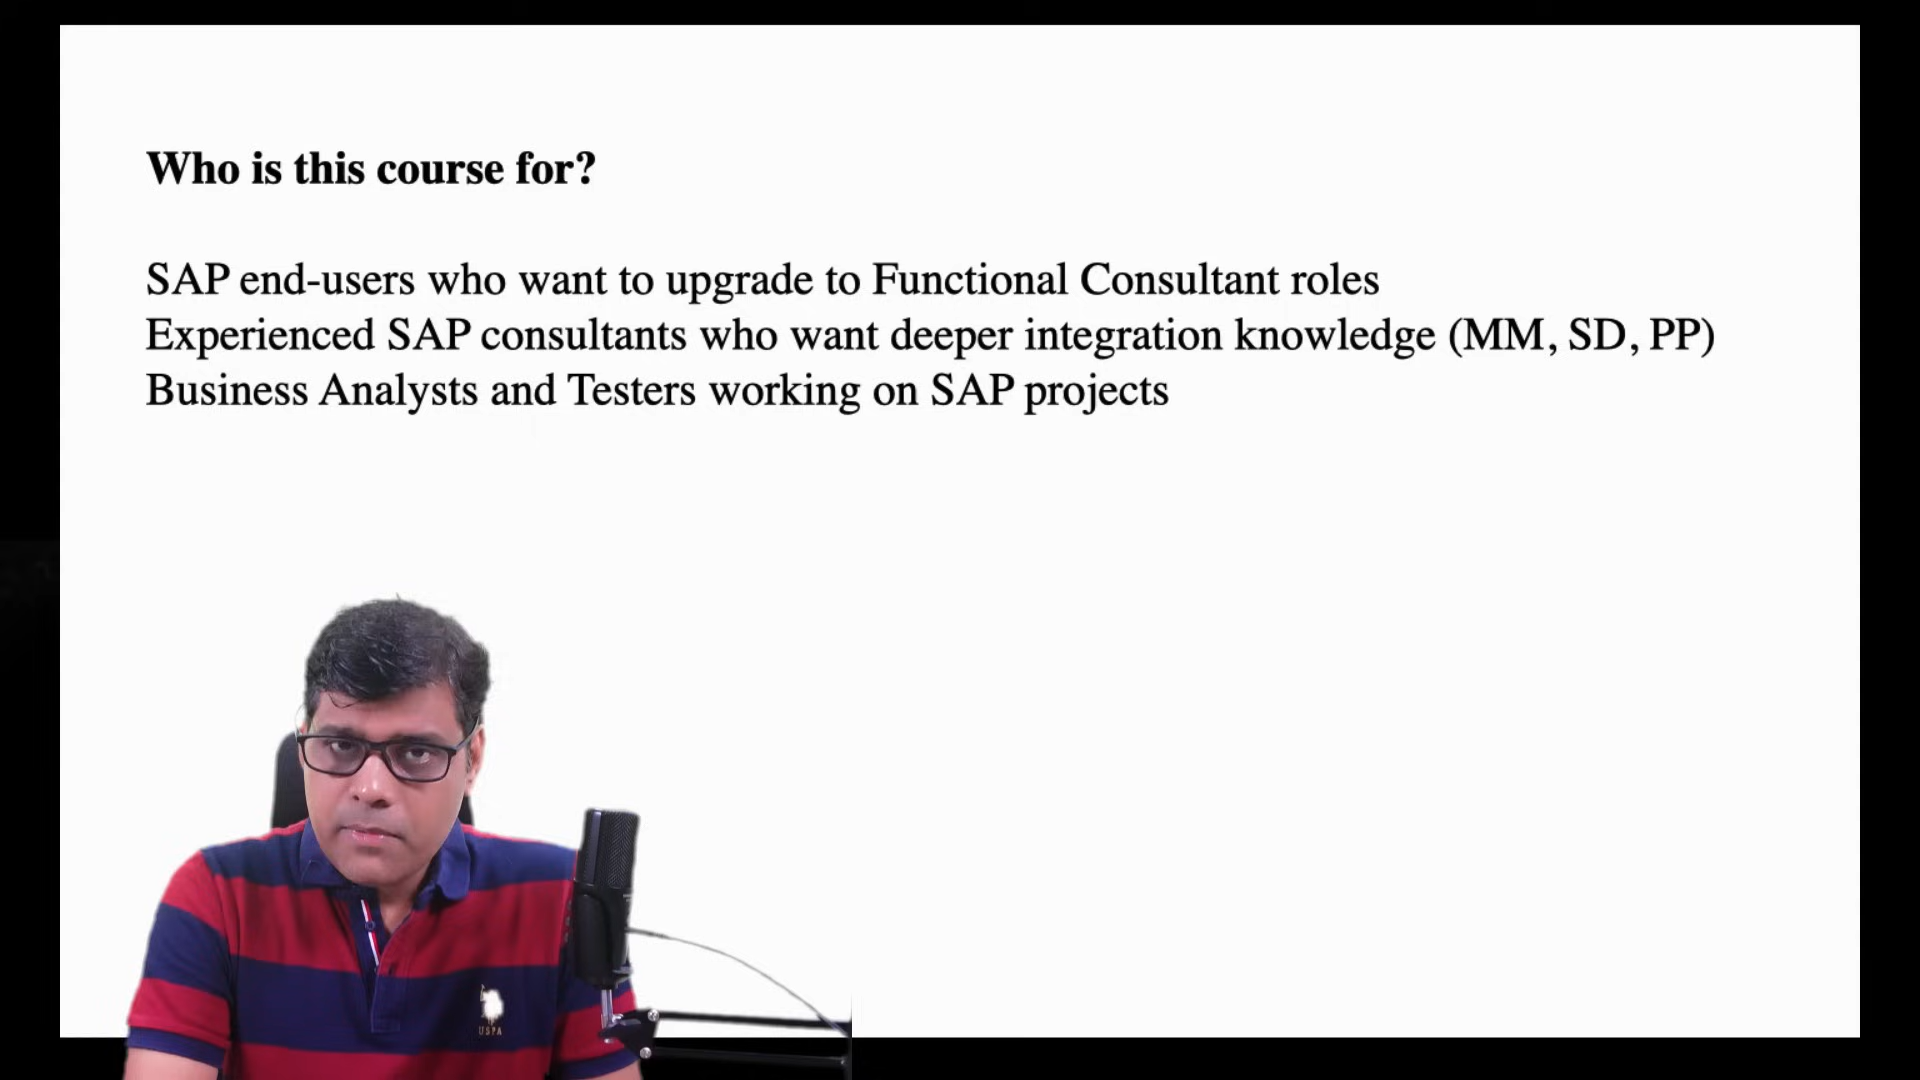 Who is this course for?
SAP end-users who want to upgrade to Functional Consultant roles
Experienced SAP consultants who want deeper integration knowledge (MM, SD, PP)
Business Analysts and Testers working on SAP projects
USPA